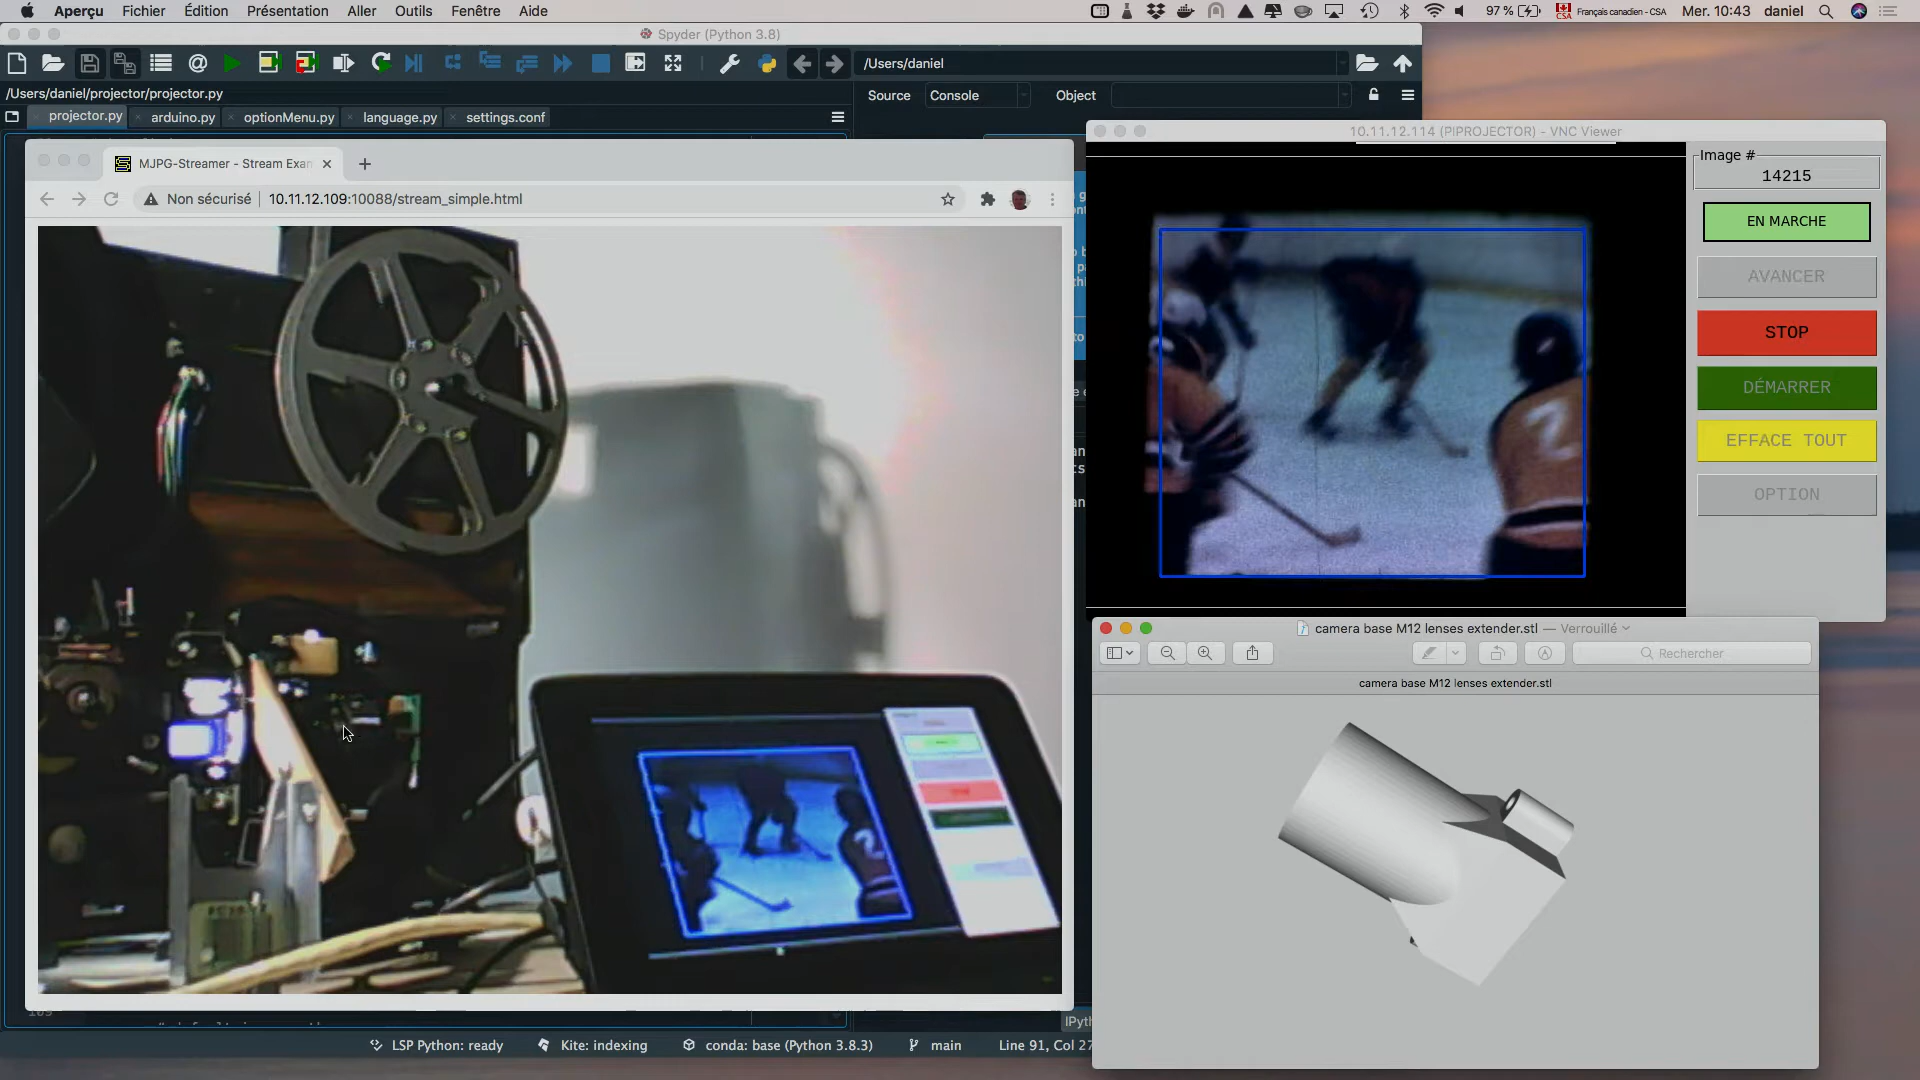 Aperçu Fichier Édition Présentation Aller Outils Fenêtre Aide
97 % Français canadien - CSA Mer. 10:43 daniel
Spyder (Python 3.8)
/Users/daniel
/Users/daniel/projector/projector.py
Source Console Object
projector.py arduino.py optionMenu.py language.py settings.conf
MJPG-Streamer - Stream Exam
Non sécurisé 10.11.12.109:10088/stream_simple.html
10.11.12.114 (PIPROJECTOR) - VNC Viewer
Image #
14215
EN MARCHE
AVANCER
STOP
DÉMARRER
EFFACE TOUT
OPTION
camera base M12 lenses extender.stl — Verrouillé
Rechercher
camera base M12 lenses extender.stl
LSP Python: ready Kite: indexing conda: base (Python 3.8.3) main Line 91, Col 27